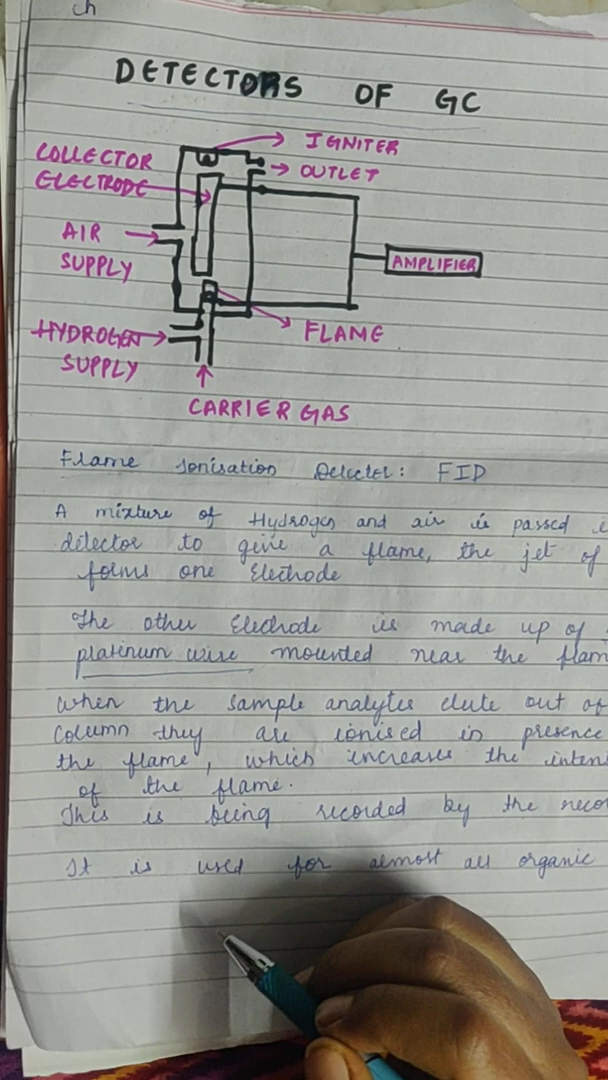 ch
DETECTORS OF GC
IGNITER
OUTLET
COLLECTOR
ELECTRODE
AIR
SUPPLY
AMPLIFIER
FLAME
HYDROGEN
SUPPLY
CARRIER GAS
Flame Ionisation Detector: FID
A mixture of Hydrogen and air is passed
detector to give a flame, the jet of
forms one Electrode
The other Electrode is made up of
platinum wire mounted near the flam
When the sample analytes elute out of
column they are ionised in presence
the flame, which increases the inten
of the flame.
This is being recorded by the reco
It is used for almost all organic